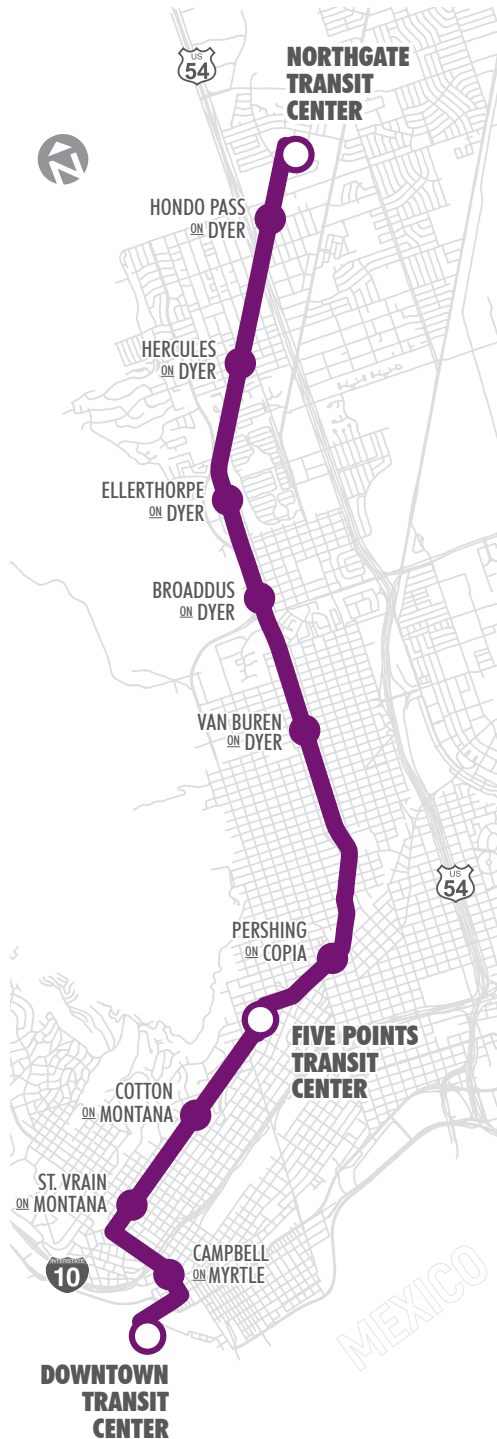 US
54
NORTHGATE
TRANSIT
CENTER
N
HONDO PASS
ON DYER
HERCULES
ON DYER
ELLERTHORPE
ON DYER
BROADDUS
ON DYER
VAN BUREN
ON DYER
US
54
PERSHING
ON COPIA
FIVE POINTS
TRANSIT
CENTER
COTTON
ON MONTANA
ST. VRAIN
ON MONTANA
CAMPBELL
ON MYRTLE
INTERSTATE
10
MEXICO
DOWNTOWN
TRANSIT
CENTER